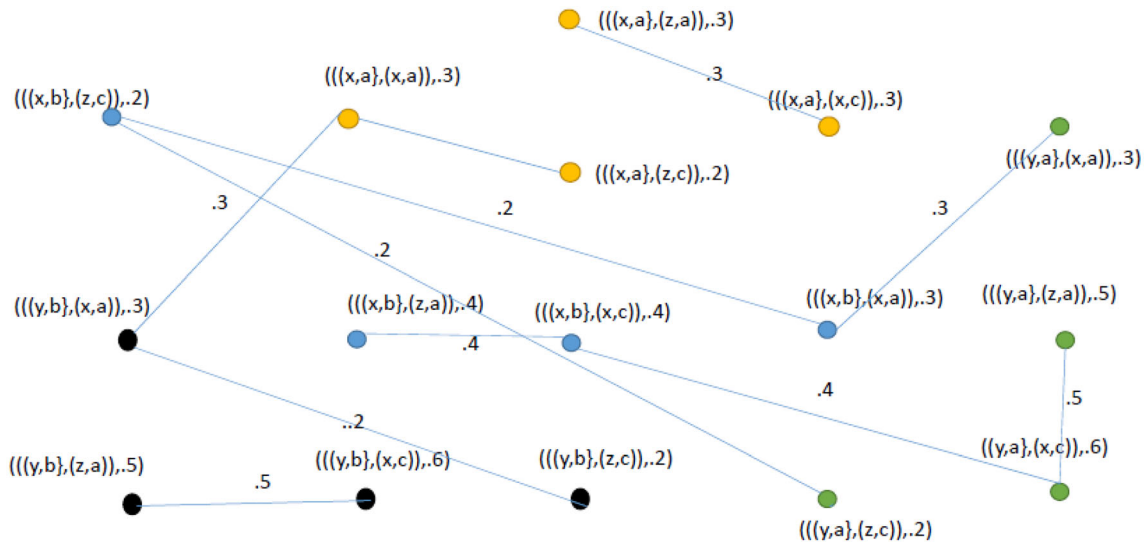 (((x,a},(z,a)),.3)
(((x,a},(x,a)),.3)
.3
(((x,b},(z,c)),.2)
(((x,a},(x,c)),.3)
(((y,a},(x,a)),.3)
(((x,a},(z,c)),.2)
.3
.2
.3
.2
(((y,b},(x,a)),.3)
(((x,b},(z,a)),.4)
(((x,b},(x,c)),.4)
(((x,b},(x,a)),.3)
(((y,a},(z,a)),.5)
.4
.4
.5
..2
(((y,b},(z,a)),.5)
(((y,b},(x,c)),.6)
(((y,b},(z,c)),.2)
((y,a},(x,c)),.6)
.5
(((y,a},(z,c)),.2)